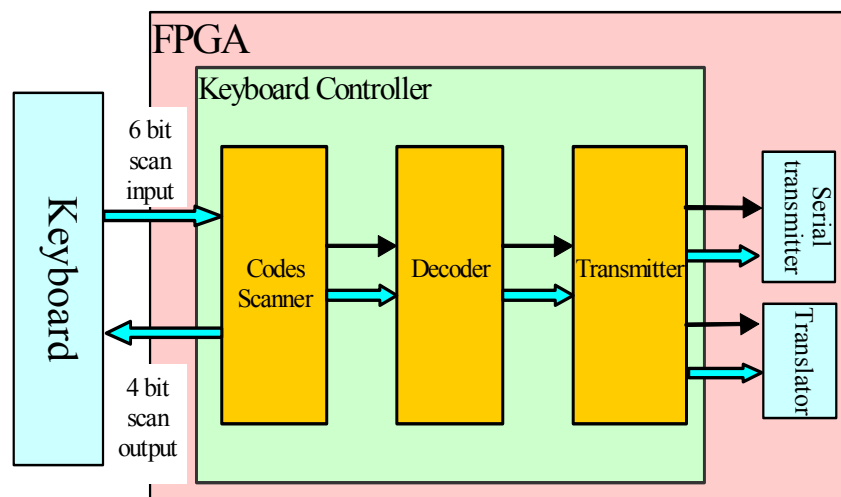 FPGA
Keyboard Controller
Keyboard
6 bit
scan
input
4 bit
scan
output
Codes
Scanner
Decoder
Transmitter
Serial
transmitter
Translator